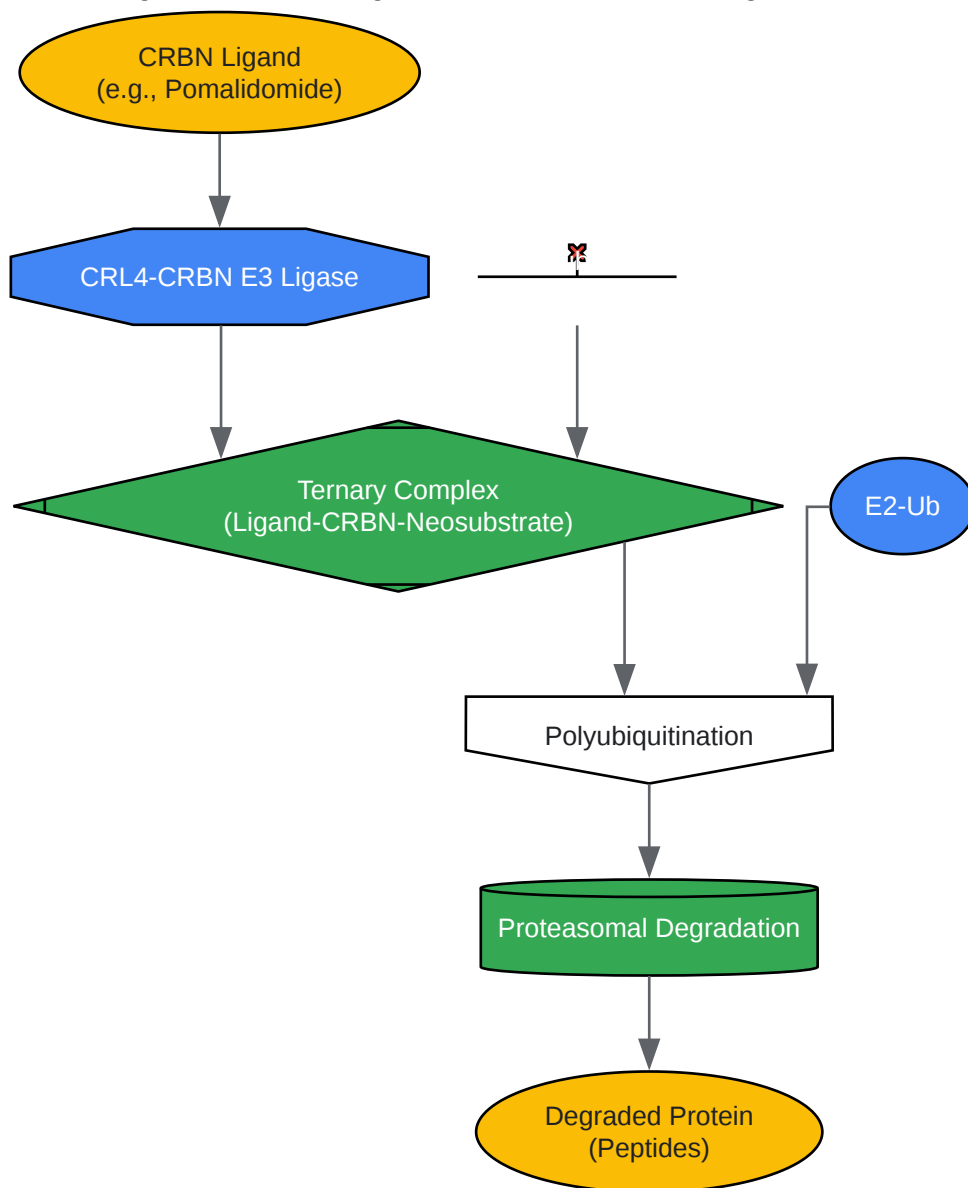 CRBN Ligand
(e.g., Pomalidomide)
CRL4-CRBN E3 Ligase
Ternary Complex
(Ligand-CRBN-Neosubstrate)
E2-Ub
Polyubiquitination
Proteasomal Degradation
Degraded Protein
(Peptides)